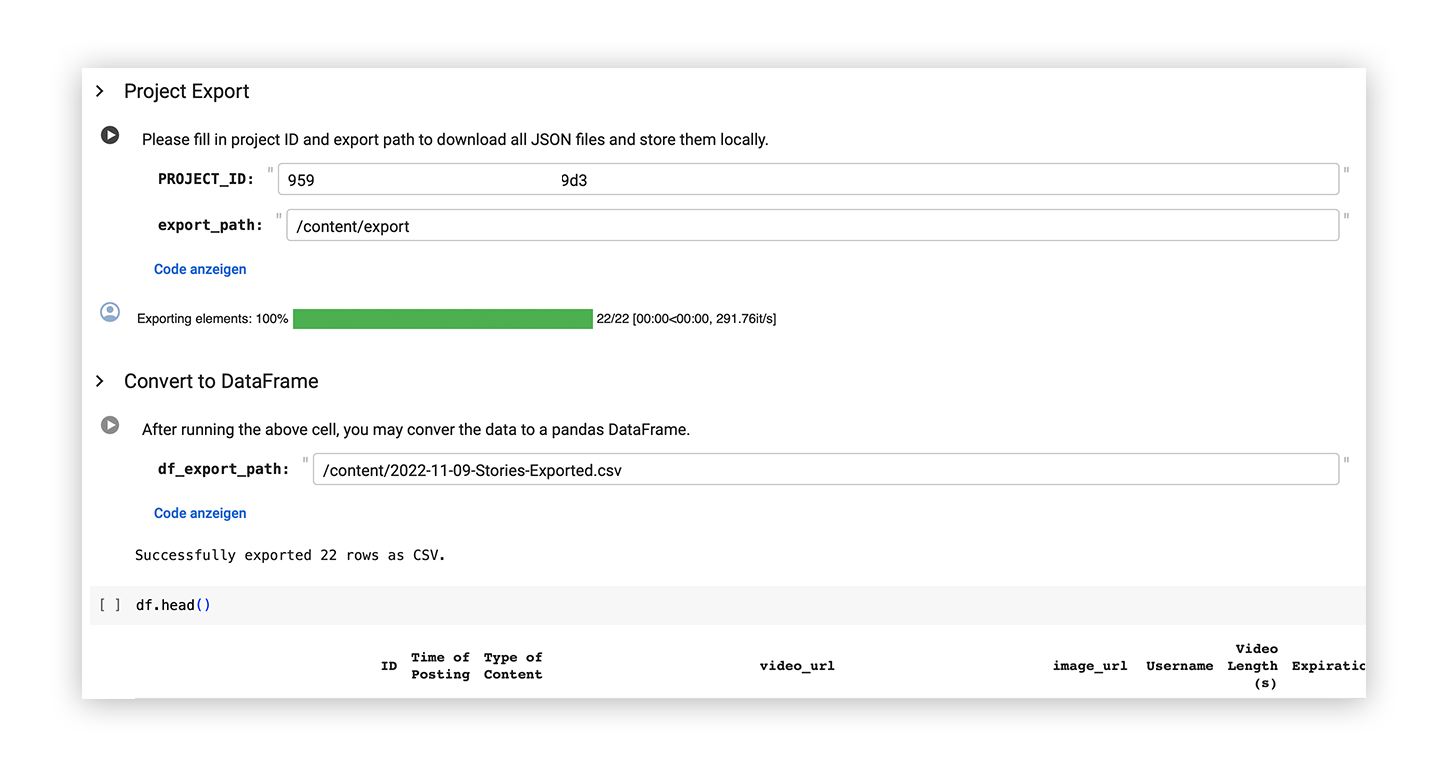 Project Export
Please fill in project ID and export path to download all JSON files and store them locally.
PROJECT_ID: " 959 9d3 "
export_path: " /content/export "
Code anzeigen
Exporting elements: 100% 22/22 [00:00<00:00, 291.76it/s]
Convert to DataFrame
After running the above cell, you may conver the data to a pandas DataFrame.
df_export_path: " /content/2022-11-09-Stories-Exported.csv "
Code anzeigen
Successfully exported 22 rows as CSV.
[ ] df.head()
ID Time of Posting Type of Content video_url image_url Username Video Length (s) Expiratio